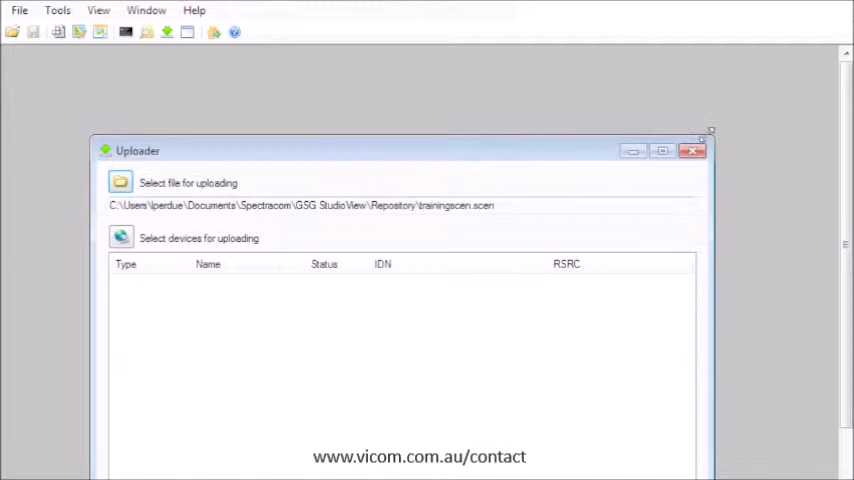 File Tools View Window Help
Uploader
Select file for uploading
C:\Users\lperdue\Documents\Spectracom\GSG StudioView\Repository\trainingscen.scen
Select devices for uploading
Type Name Status IDN RSRC
www.vicom.com.au/contact